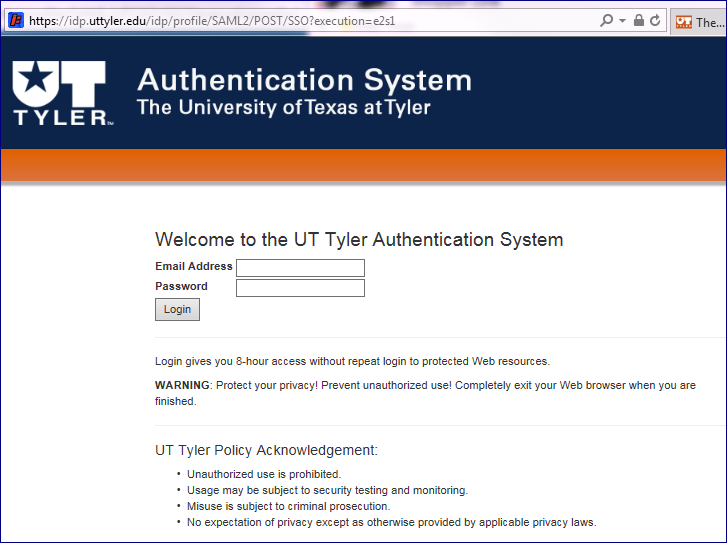 https://idp.uttyler.edu/idp/profile/SAML2/POST/SSO?execution=e2s1
The...
UT
TYLER™
Authentication System
The University of Texas at Tyler
Welcome to the UT Tyler Authentication System
Email Address
Password
Login
Login gives you 8-hour access without repeat login to protected Web resources.
WARNING: Protect your privacy! Prevent unauthorized use! Completely exit your Web browser when you are
finished.
UT Tyler Policy Acknowledgement:
• Unauthorized use is prohibited.
• Usage may be subject to security testing and monitoring.
• Misuse is subject to criminal prosecution.
• No expectation of privacy except as otherwise provided by applicable privacy laws.